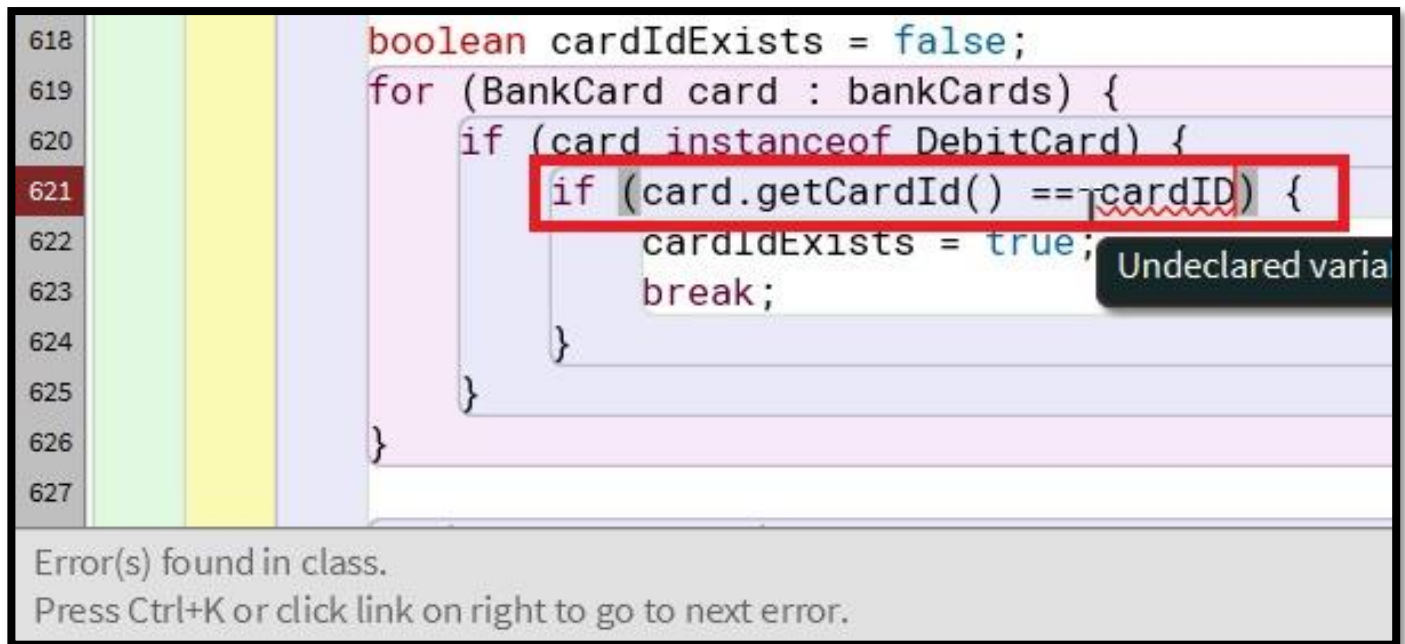 618 boolean cardIdExists = false;
619 for (BankCard card : bankCards) {
620 if (card instanceof DebitCard) {
621 if (card.getCardId() == cardID) {
622 cardIdExists = true;
Undeclared varia
623 break;
624 }
625 }
626 }
627
Error(s) found in class.
Press Ctrl+K or click link on right to go to next error.